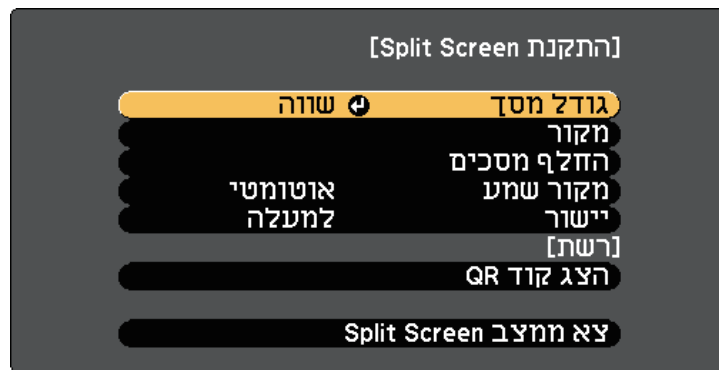 [התקנת Split Screen]
גודל מסך שווה
מקור
החלף מסכים
מקור שמע אוטומטי
יישור למעלה
[רשת]
הצג קוד QR
צא ממצב Split Screen